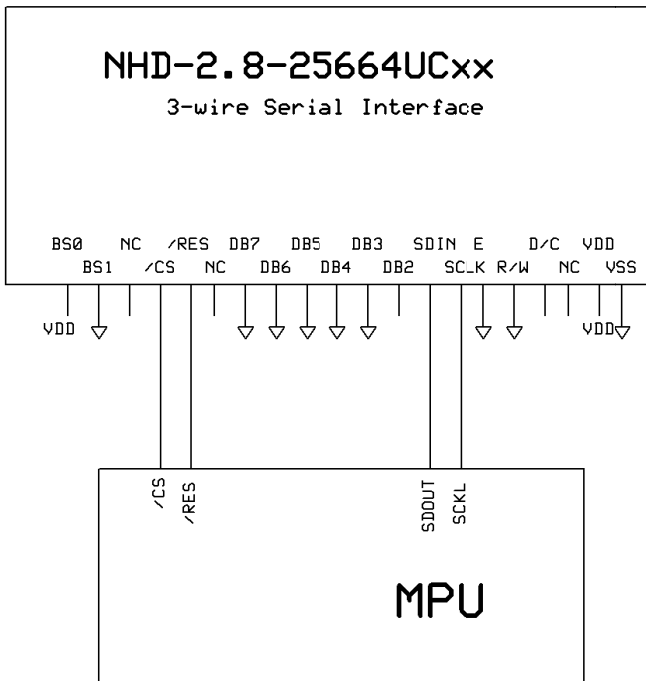 NHD-2.8-25664UCxx
3-wire Serial Interface
BS0 NC /RES DB7 DB5 DB3 SDIN E D/C VDD
BS1 /CS NC DB6 DB4 DB2 SCLK R/W NC VSS
VDD VDD
/CS /RES SDOUT SCKL
MPU